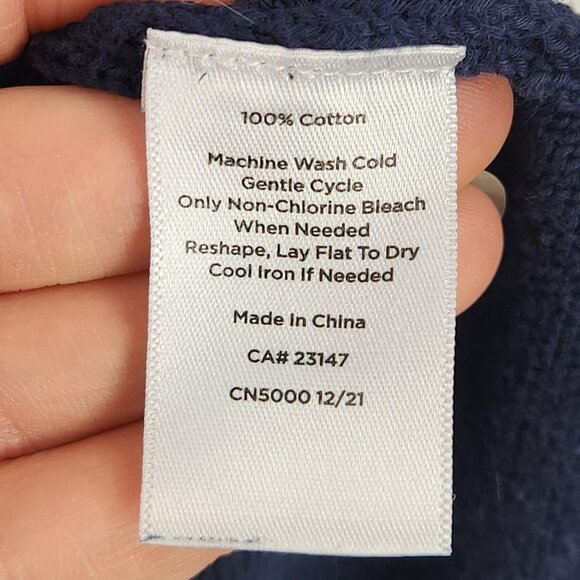 100% Cotton
Machine Wash Cold
Gentle Cycle
Only Non-Chlorine Bleach
When Needed
Reshape, Lay Flat To Dry
Cool Iron If Needed
Made In China
CA# 23147
CN5000 12/21